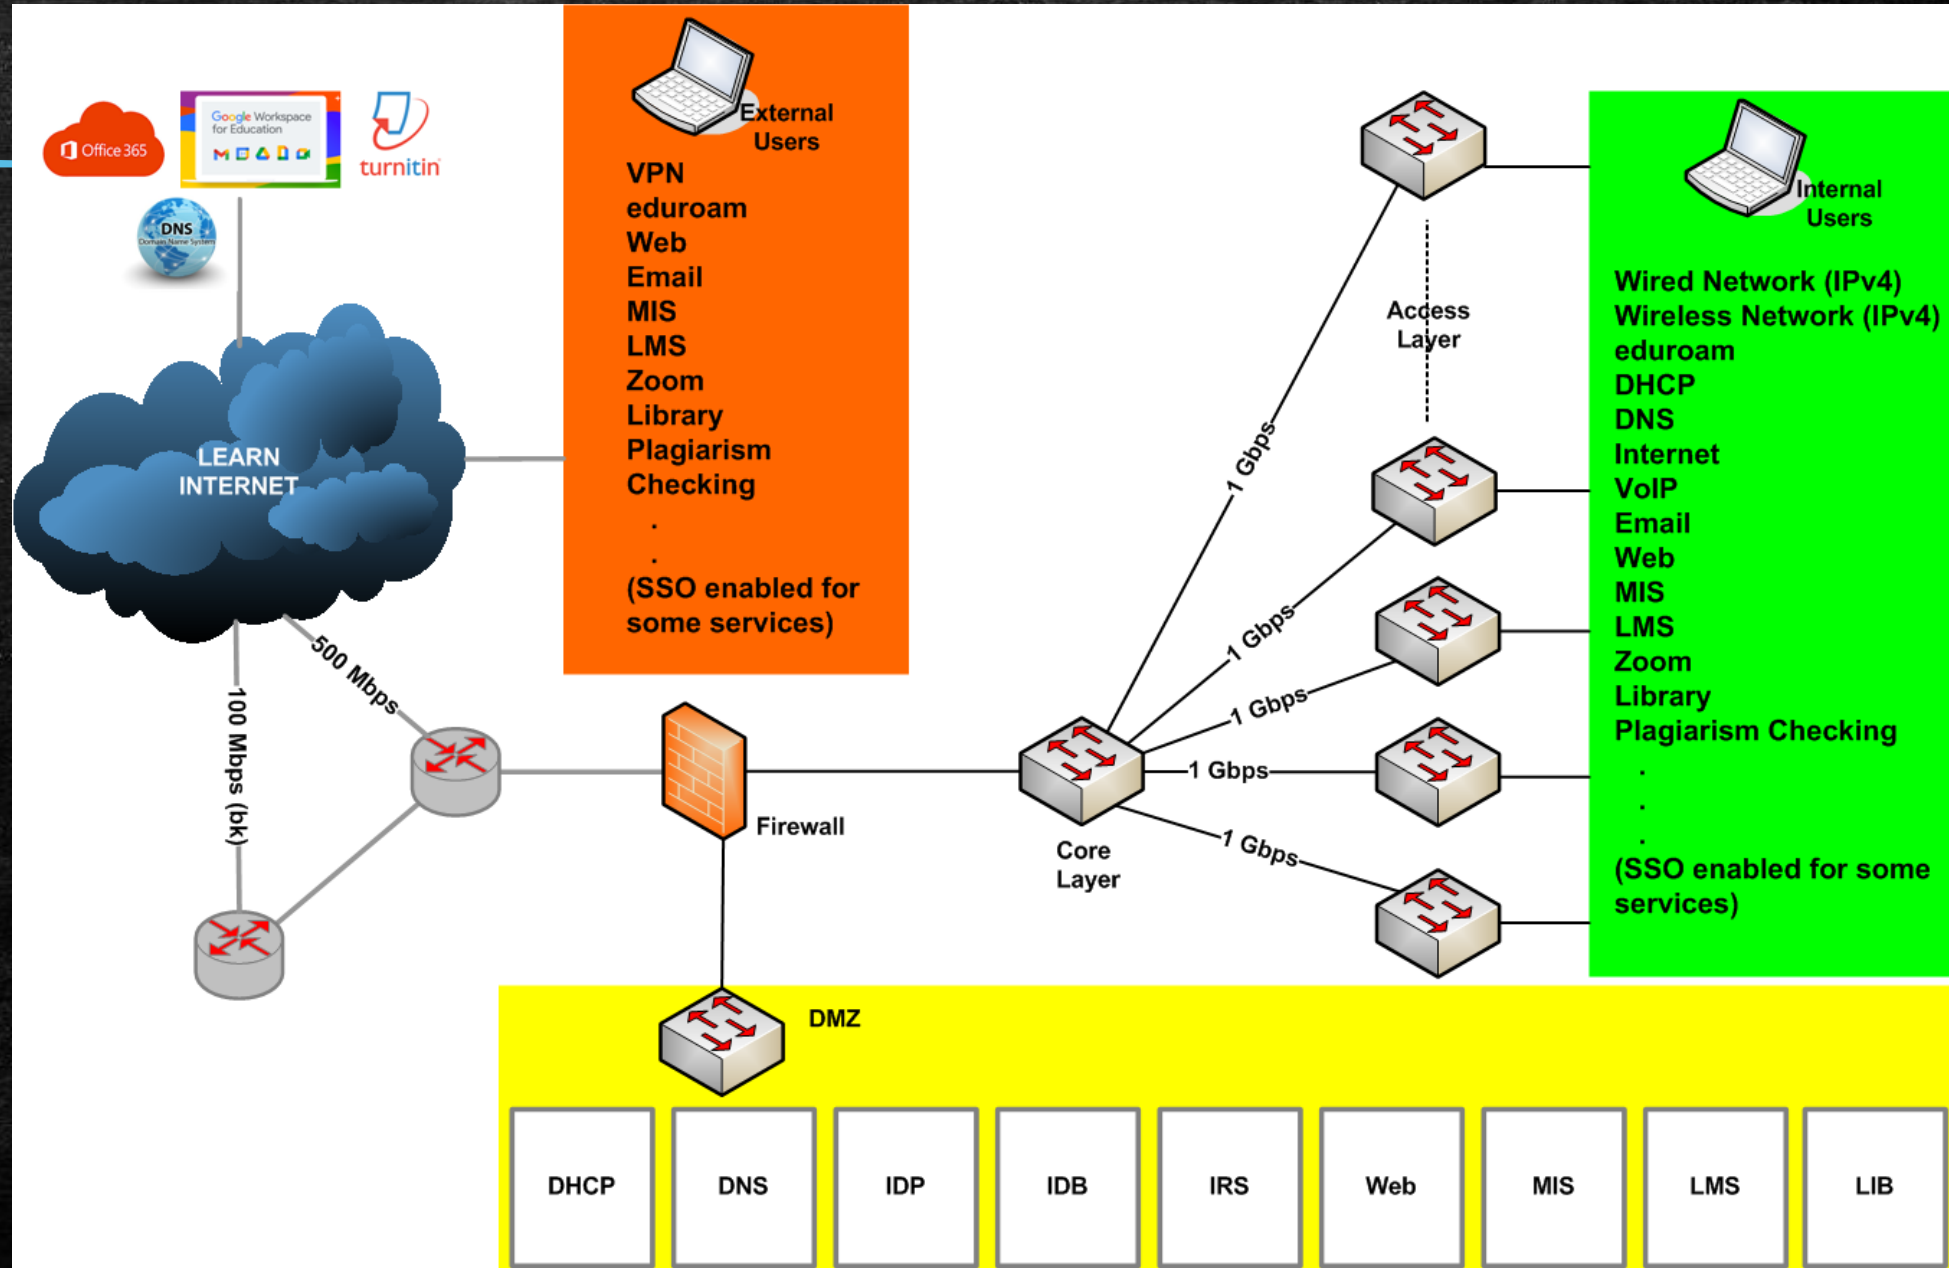 Office 365
Google Workspace
for Education
turnitin
DNS
Domain Name System
LEARN
INTERNET
500 Mbps
100 Mbps (bk)
External
Users
VPN
eduroam
Web
Email
MIS
LMS
Zoom
Library
Plagiarism
Checking
.
.
(SSO enabled for
some services)
Firewall
Core
Layer
1 Gbps
1 Gbps
1 Gbps
1 Gbps
1 Gbps
Access
Layer
Internal
Users
Wired Network (IPv4)
Wireless Network (IPv4)
eduroam
DHCP
DNS
Internet
VoIP
Email
Web
MIS
LMS
Zoom
Library
Plagiarism Checking
.
.
.
(SSO enabled for some
services)
DMZ
DHCP
DNS
IDP
IDB
IRS
Web
MIS
LMS
LIB